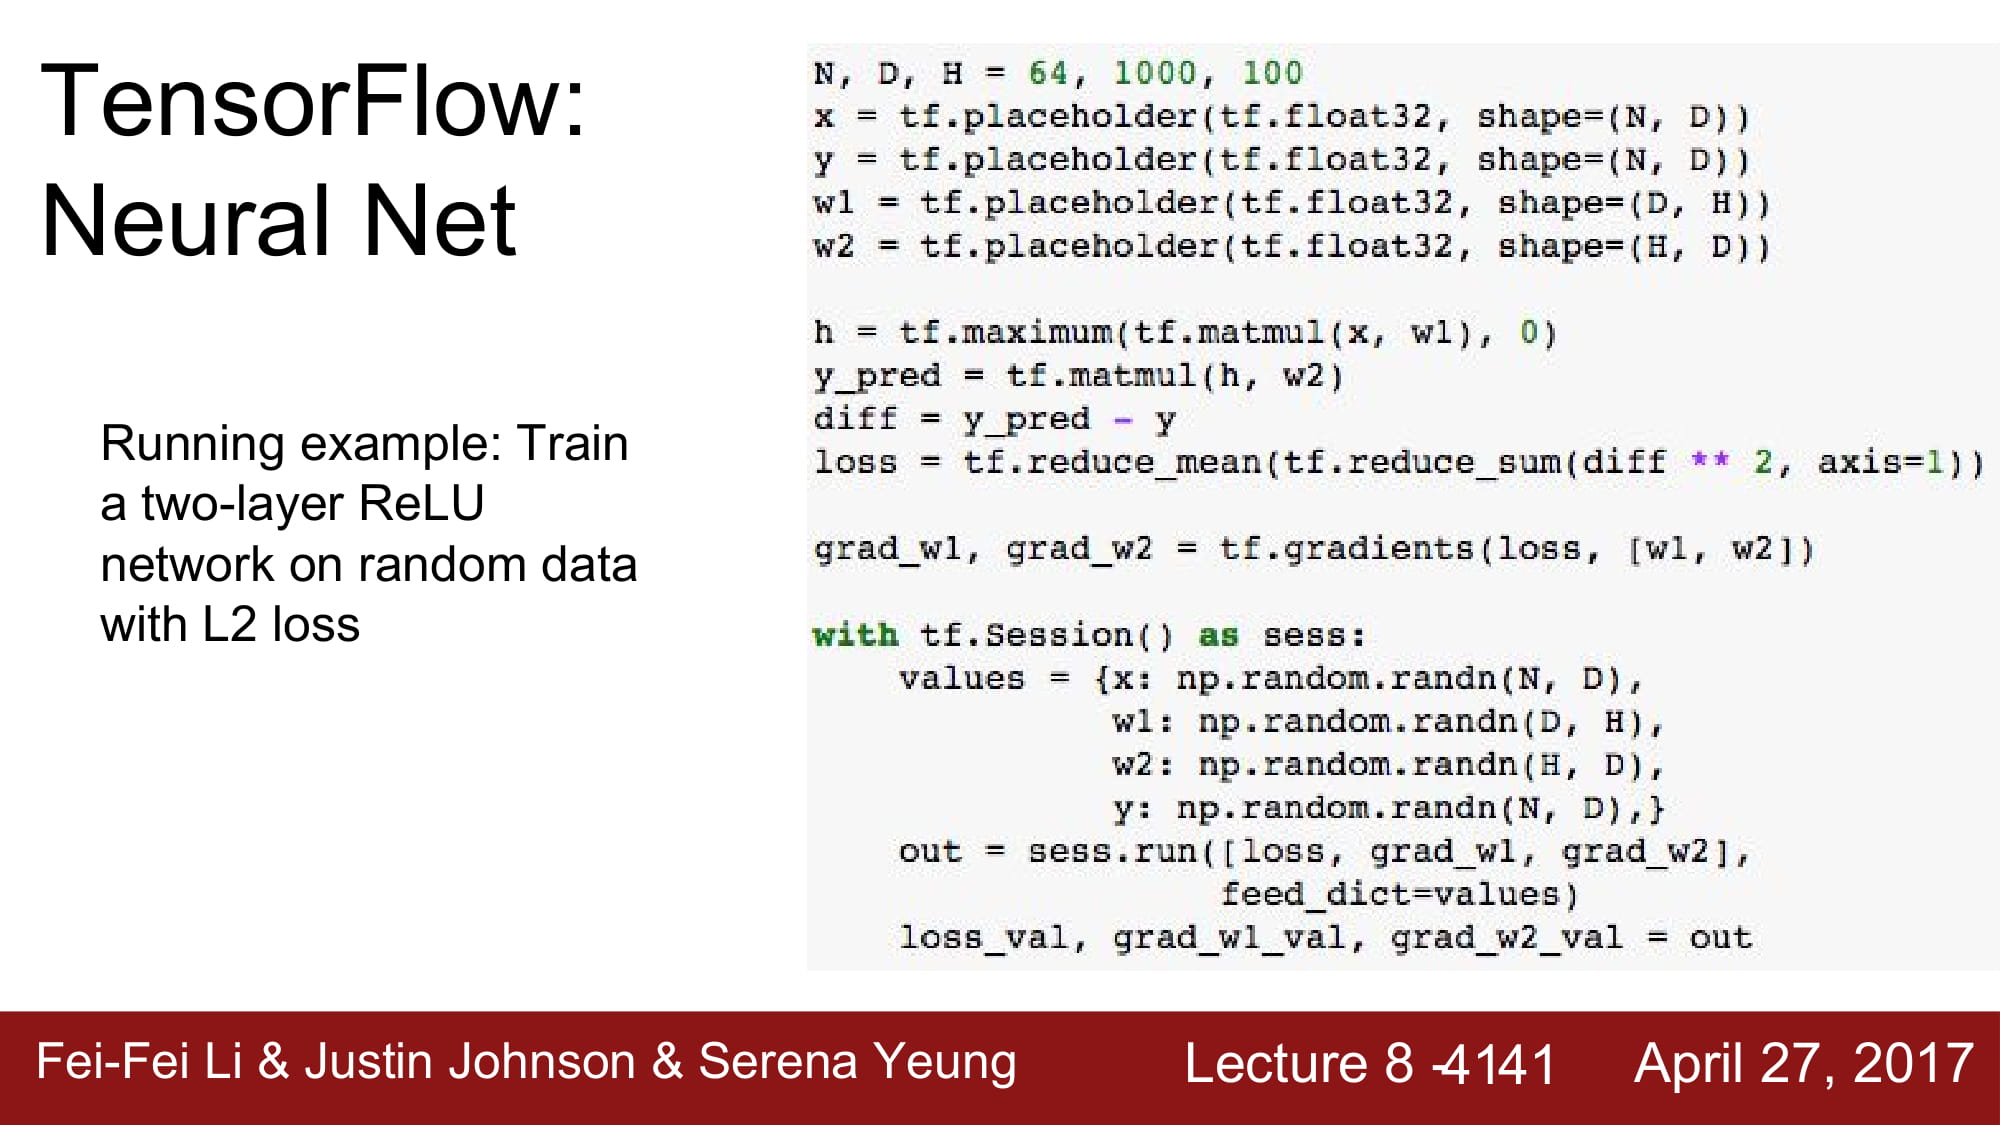 TensorFlow:
Neural Net
Running example: Train
a two-layer ReLU
network on random data
with L2 loss
N, D, H = 64, 1000, 100
x = tf.placeholder(tf.float32, shape=(N, D))
y = tf.placeholder(tf.float32, shape=(N, D))
w1 = tf.placeholder(tf.float32, shape=(D, H))
w2 = tf.placeholder(tf.float32, shape=(H, D))
h = tf.maximum(tf.matmul(x, w1), 0)
y_pred = tf.matmul(h, w2)
diff = y_pred - y
loss = tf.reduce_mean(tf.reduce_sum(diff ** 2, axis=1))
grad_w1, grad_w2 = tf.gradients(loss, [w1, w2])
with tf.Session() as sess:
    values = {x: np.random.randn(N, D),
              w1: np.random.randn(D, H),
              w2: np.random.randn(H, D),
              y: np.random.randn(N, D),}
    out = sess.run([loss, grad_w1, grad_w2],
                   feed_dict=values)
    loss_val, grad_w1_val, grad_w2_val = out
Fei-Fei Li & Justin Johnson & Serena Yeung Lecture 8 -4141 April 27, 2017